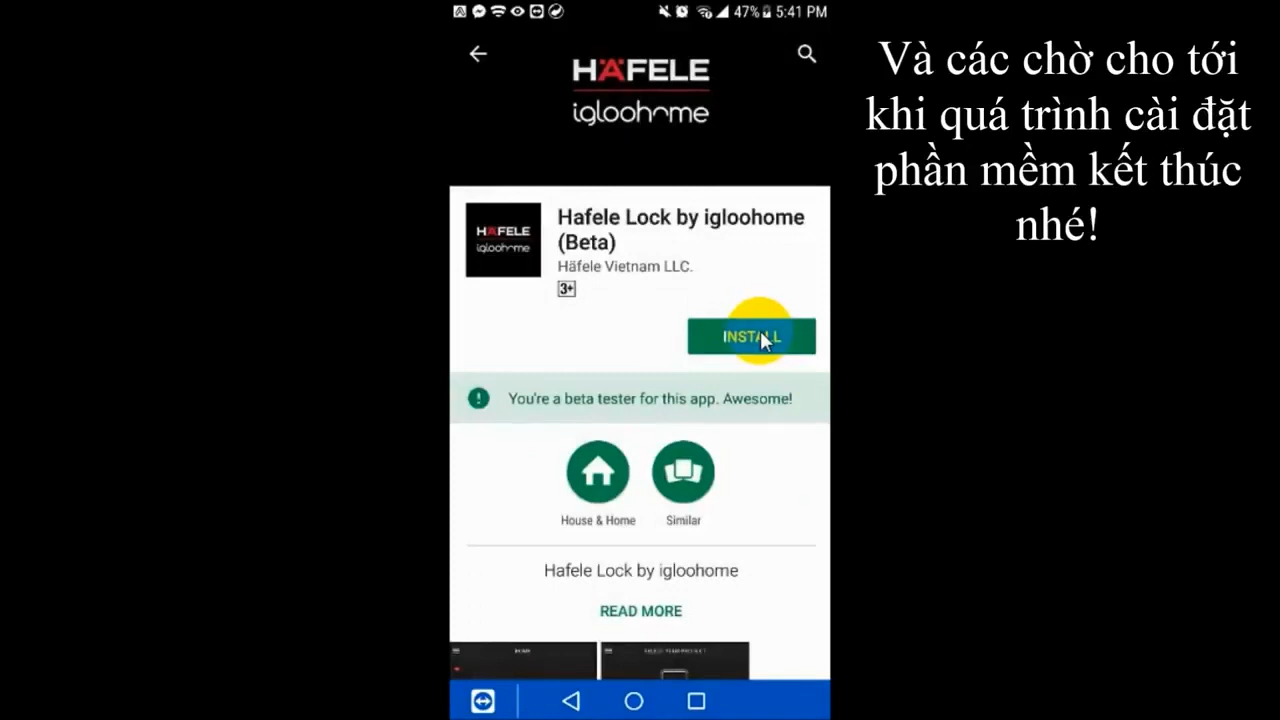 47% 5:41 PM
HÄFELE
igloohome
Và các chờ cho tới
khi quá trình cài đặt
phần mềm kết thúc
nhé!
HÄFELE
igloohome
Hafele Lock by igloohome
(Beta)
Häfele Vietnam LLC.
3+
INSTALL
You're a beta tester for this app. Awesome!
House & Home
Similar
Hafele Lock by igloohome
READ MORE